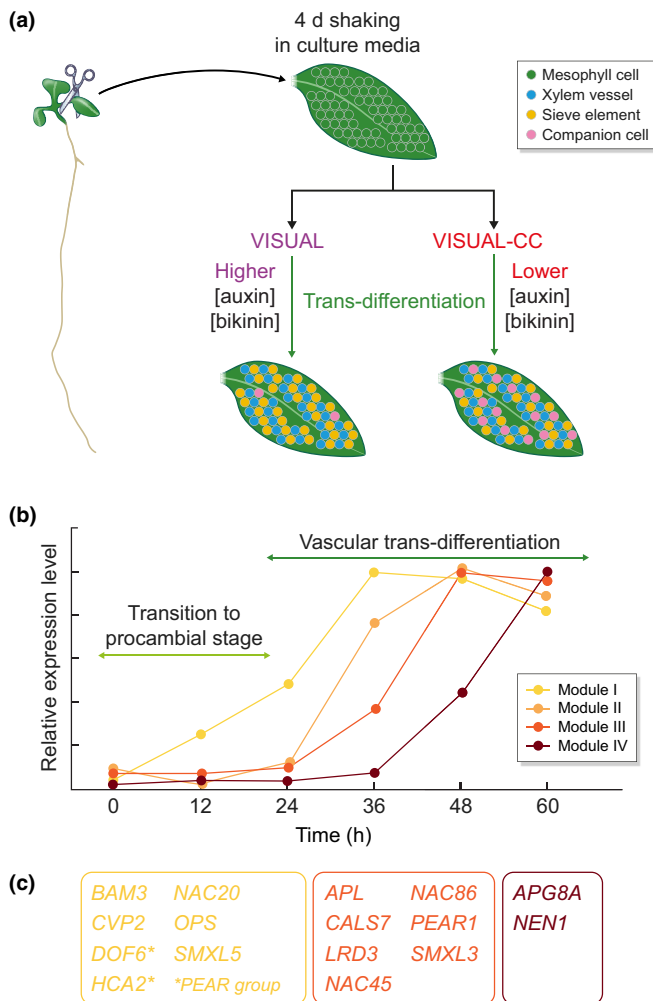 (a)
4 d shaking
in culture media
Mesophyll cell
Xylem vessel
Sieve element
Companion cell
VISUAL
VISUAL-CC
Higher
[auxin]
[bikinin]
Trans-differentiation
Lower
[auxin]
[bikinin]
(b)
Vascular trans-differentiation
Transition to
procambial stage
Relative expression level
Module I
Module II
Module III
Module IV
0 12 24 36 48 60
Time (h)
(c)
BAM3 NAC20
CVP2 OPS
DOF6* SMXL5
HCA2* *PEAR group
APL NAC86
CALS7 PEAR1
LRD3 SMXL3
NAC45
APG8A
NEN1